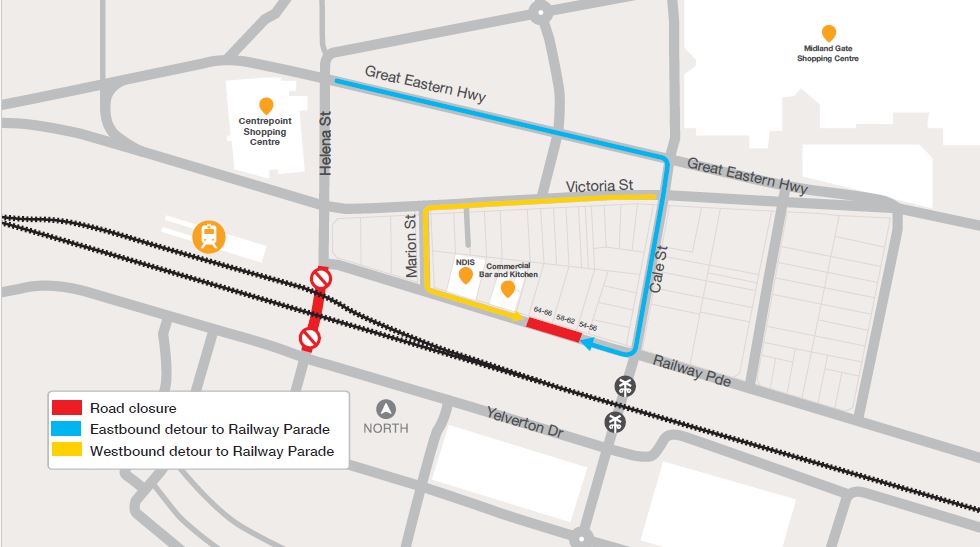 Midland Gate
Shopping Centre
Great Eastern Hwy
Centrepoint
Shopping
Centre
Helena St
Great Eastern Hwy
Victoria St
Marion St
Cale St
NDIS
Commercial
Bar and Kitchen
64-66 58-62 54-56
Railway Pde
Yelverton Dr
NORTH
Road closure
Eastbound detour to Railway Parade
Westbound detour to Railway Parade